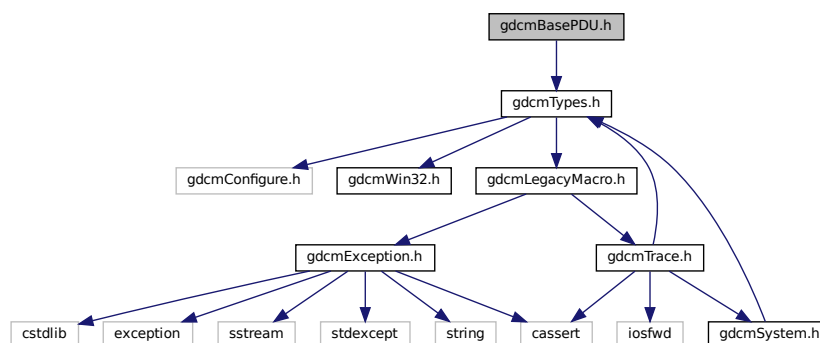 gdcmBasePDU.h
gdcmTypes.h
gdcmConfigure.h
gdcmWin32.h
gdcmLegacyMacro.h
gdcmException.h
gdcmTrace.h
cstdlib
exception
sstream
stdexcept
string
cassert
iosfwd
gdcmSystem.h